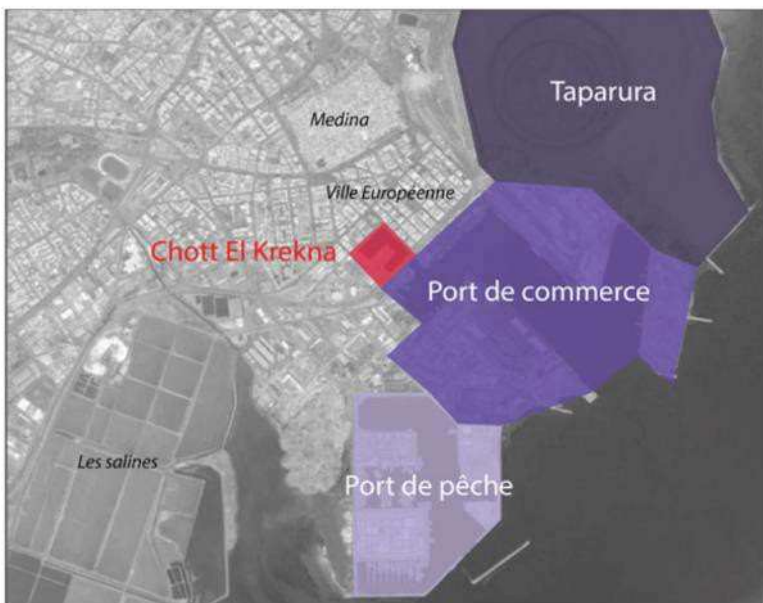 Taparura
Medina
Ville Européenne
Chott El Krekna
Port de commerce
Les salines
Port de pêche